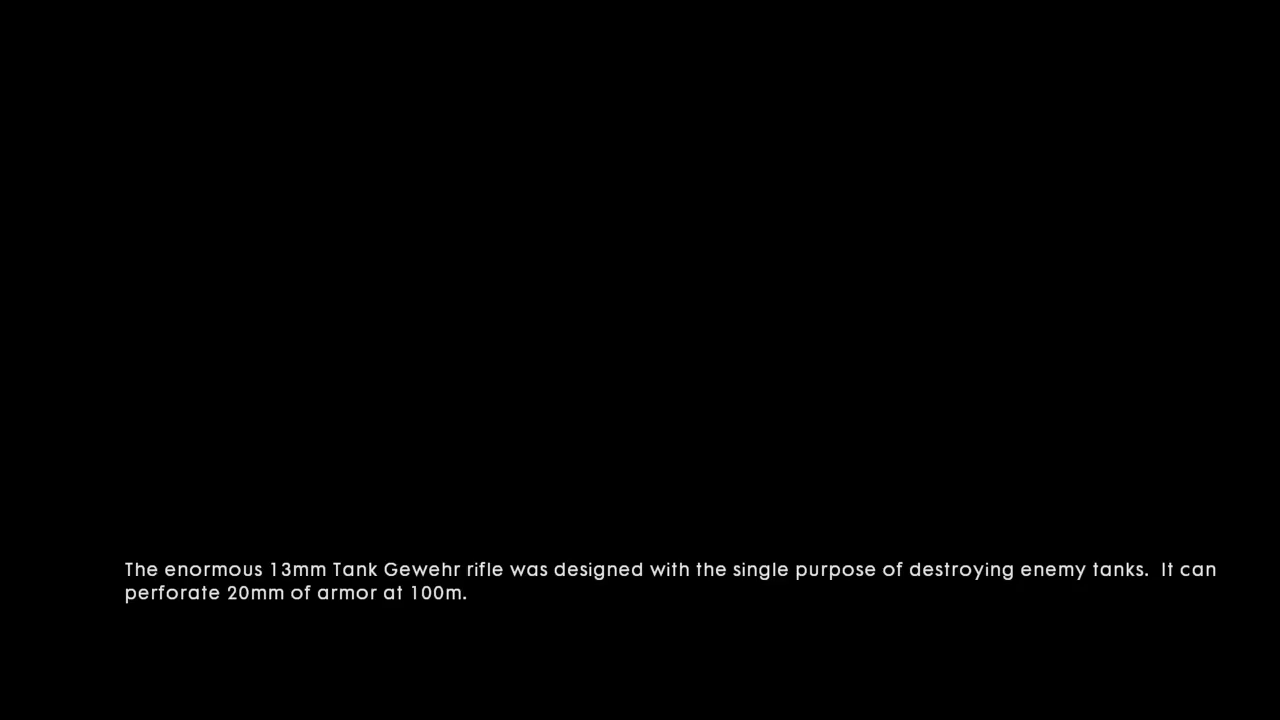 The enormous 13mm Tank Gewehr rifle was designed with the single purpose of destroying enemy tanks.  It can
perforate 20mm of armor at 100m.